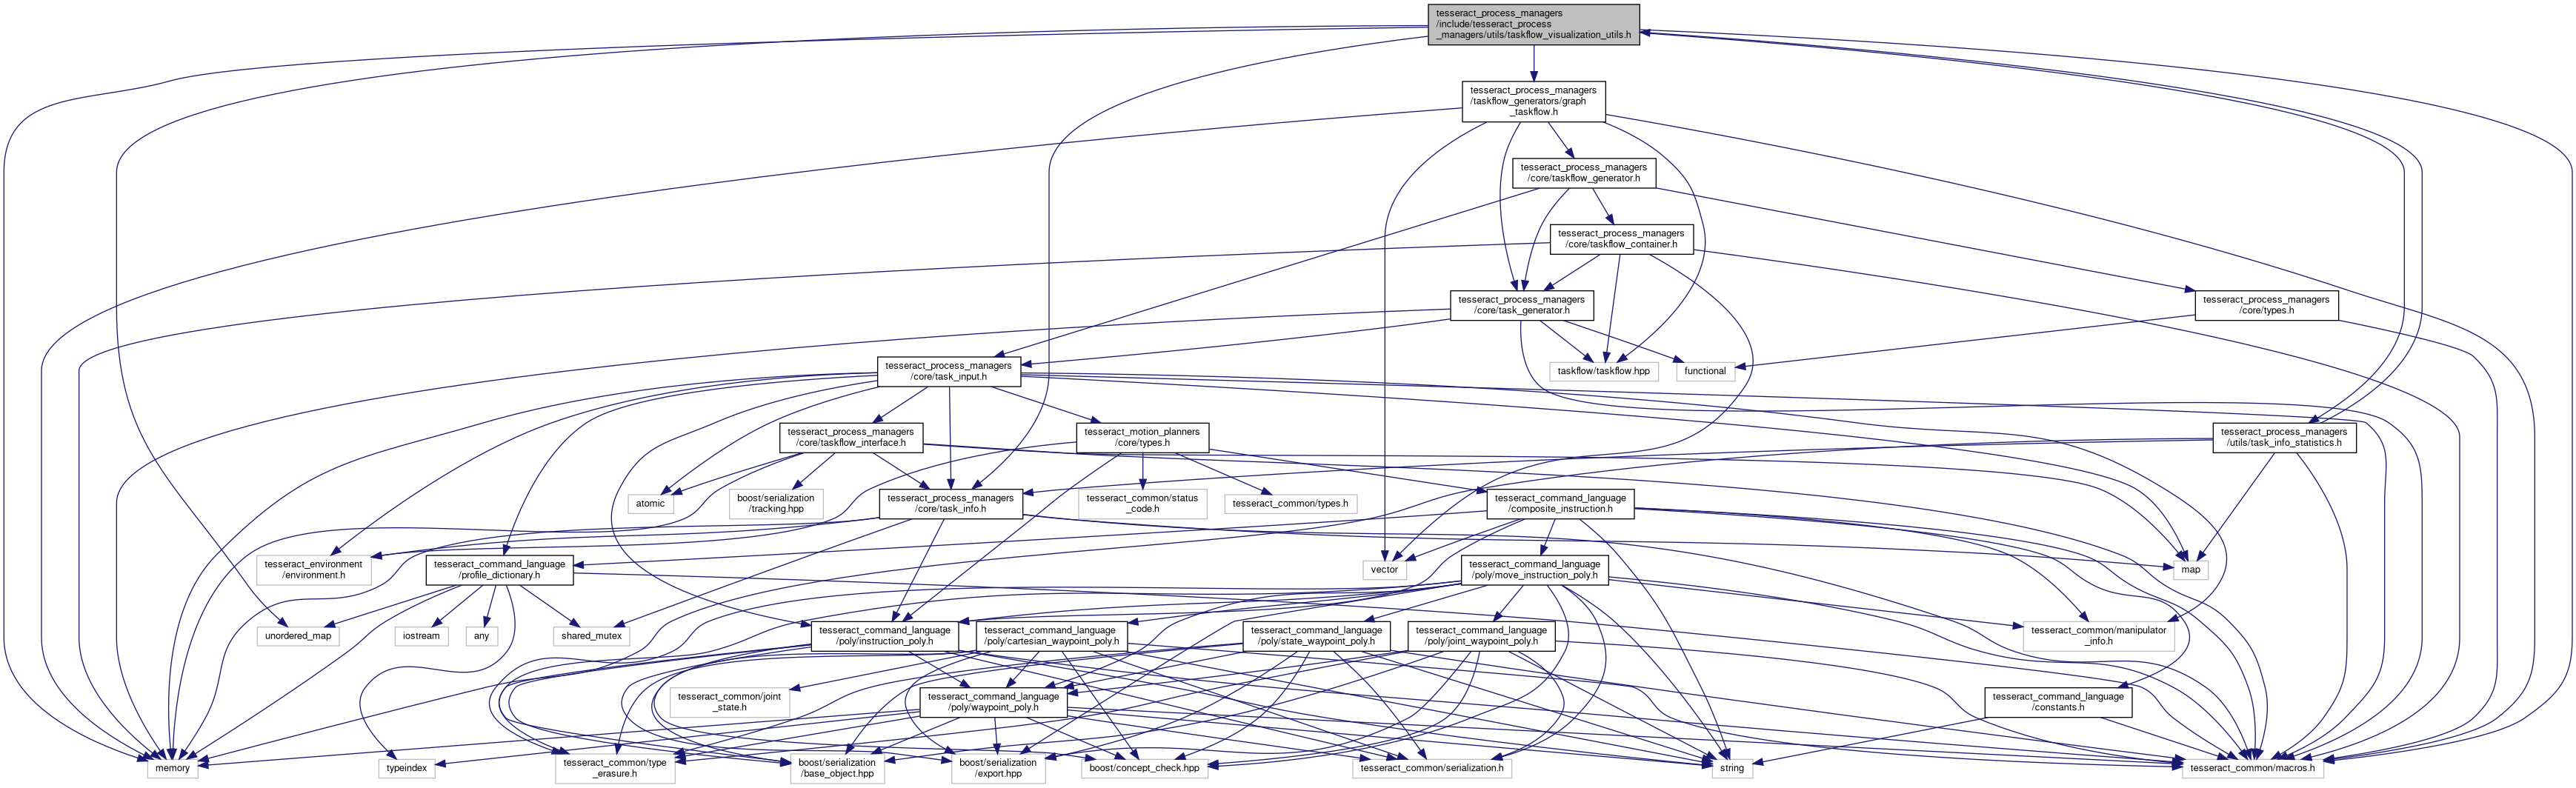 tesseract_process_managers
/include/tesseract_process
_managers/utils/taskflow_visualization_utils.h
tesseract_process_managers
/taskflow_generators/graph
_taskflow.h
tesseract_process_managers
/core/taskflow_generator.h
tesseract_process_managers
/core/taskflow_container.h
tesseract_process_managers
/core/task_generator.h
tesseract_process_managers
/core/types.h
tesseract_process_managers
/core/task_input.h
taskflow/taskflow.hpp
functional
tesseract_process_managers
/core/taskflow_interface.h
tesseract_motion_planners
/core/types.h
tesseract_process_managers
/utils/task_info_statistics.h
atomic
boost/serialization
/tracking.hpp
tesseract_process_managers
/core/task_info.h
tesseract_common/status
_code.h
tesseract_common/types.h
tesseract_command_language
/composite_instruction.h
tesseract_environment
/environment.h
tesseract_command_language
/profile_dictionary.h
vector
tesseract_command_language
/poly/move_instruction_poly.h
map
unordered_map
iostream
any
shared_mutex
tesseract_command_language
/poly/instruction_poly.h
tesseract_command_language
/poly/cartesian_waypoint_poly.h
tesseract_command_language
/poly/state_waypoint_poly.h
tesseract_command_language
/poly/joint_waypoint_poly.h
tesseract_common/manipulator
_info.h
tesseract_common/joint
_state.h
tesseract_command_language
/poly/waypoint_poly.h
tesseract_command_language
/constants.h
memory
typeindex
tesseract_common/type
_erasure.h
boost/serialization
/base_object.hpp
boost/serialization
/export.hpp
boost/concept_check.hpp
tesseract_common/serialization.h
string
tesseract_common/macros.h